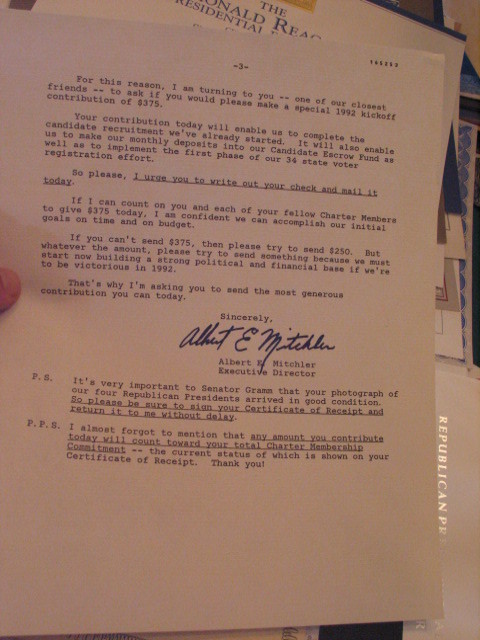 THE
RONALD REAG
PRESIDENTIAL
-3-
For this reason, I am turning to you -- one of our closest
friends -- to ask if you would please make a special 1992 kickoff
contribution of $375.
Your contribution today will enable us to complete the
candidate recruitment we've already started. It will also enable
us to make our monthly deposits into our Candidate Escrow Fund as
well as to implement the first phase of our 34 state voter
registration effort.
So please, I urge you to write out your check and mail it
today.
If I can count on you and each of your fellow Charter Members
to give $375 today, I am confident we can accomplish our initial
goals on time and on budget.
If you can't send $375, then please try to send $250. But
whatever the amount, please try to send something because we must
start now building a strong political and financial base if we're
to be victorious in 1992.
That's why I'm asking you to send the most generous
contribution you can today.
Sincerely,
Albert E Mitchler
Albert E. Mitchler
Executive Director
P.S. It's very important to Senator Gramm that your photograph of
our four Republican Presidents arrived in good condition.
So please be sure to sign your Certificate of Receipt and
return it to me without delay.
P.P.S. I almost forgot to mention that any amount you contribute
today will count toward your total Charter Membership
Commitment -- the current status of which is shown on your
Certificate of Receipt. Thank you!
REPUBLICAN PR